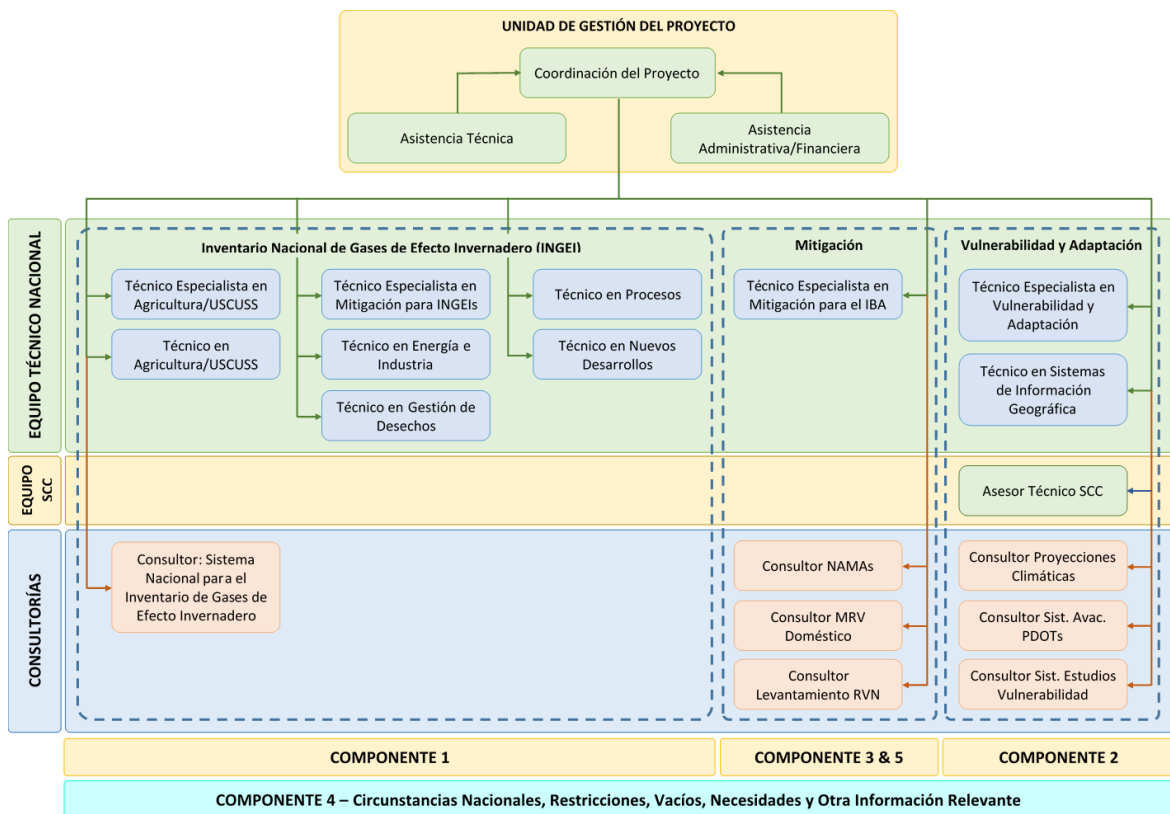 UNIDAD DE GESTIÓN DEL PROYECTO
Coordinación del Proyecto
Asistencia Técnica
Asistencia
Administrativa/Financiera
EQUIPO TÉCNICO NACIONAL
Inventario Nacional de Gases de Efecto Invernadero (INGEI)
Técnico Especialista en
Agricultura/USCUSS
Técnico en
Agricultura/USCUSS
Técnico Especialista en
Mitigación para INGEIs
Técnico en Energía e
Industria
Técnico en Gestión de
Desechos
Técnico en Procesos
Técnico en Nuevos
Desarrollos
Mitigación
Técnico Especialista en
Mitigación para el IBA
Vulnerabilidad y Adaptación
Técnico Especialista en
Vulnerabilidad y
Adaptación
Técnico en Sistemas
de Información
Geográfica
EQUIPO
SCC
Asesor Técnico SCC
CONSULTORÍAS
Consultor: Sistema
Nacional para el
Inventario de Gases de
Efecto Invernadero
Consultor NAMAs
Consultor MRV
Doméstico
Consultor
Levantamiento RVN
Consultor Proyecciones
Climáticas
Consultor Sist. Avac.
PDOTs
Consultor Sist. Estudios
Vulnerabilidad
COMPONENTE 1
COMPONENTE 3 & 5
COMPONENTE 2
COMPONENTE 4 – Circunstancias Nacionales, Restricciones, Vacíos, Necesidades y Otra Información Relevante